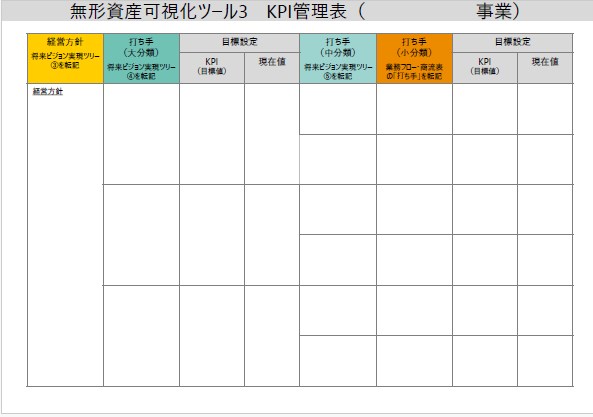 無形資産可視化ツール3　KPI管理表（　　　　　　　事業）
経営方針
将来ビジョン実現ツリー
③を転記
打ち手
（大分類）
将来ビジョン実現ツリー
④を転記
目標設定
KPI
（目標値）
現在値
打ち手
（中分類）
将来ビジョン実現ツリー
⑤を転記
打ち手
（小分類）
業務フロー・商流表
の「打ち手」を転記
目標設定
KPI
（目標値）
現在値
経営方針